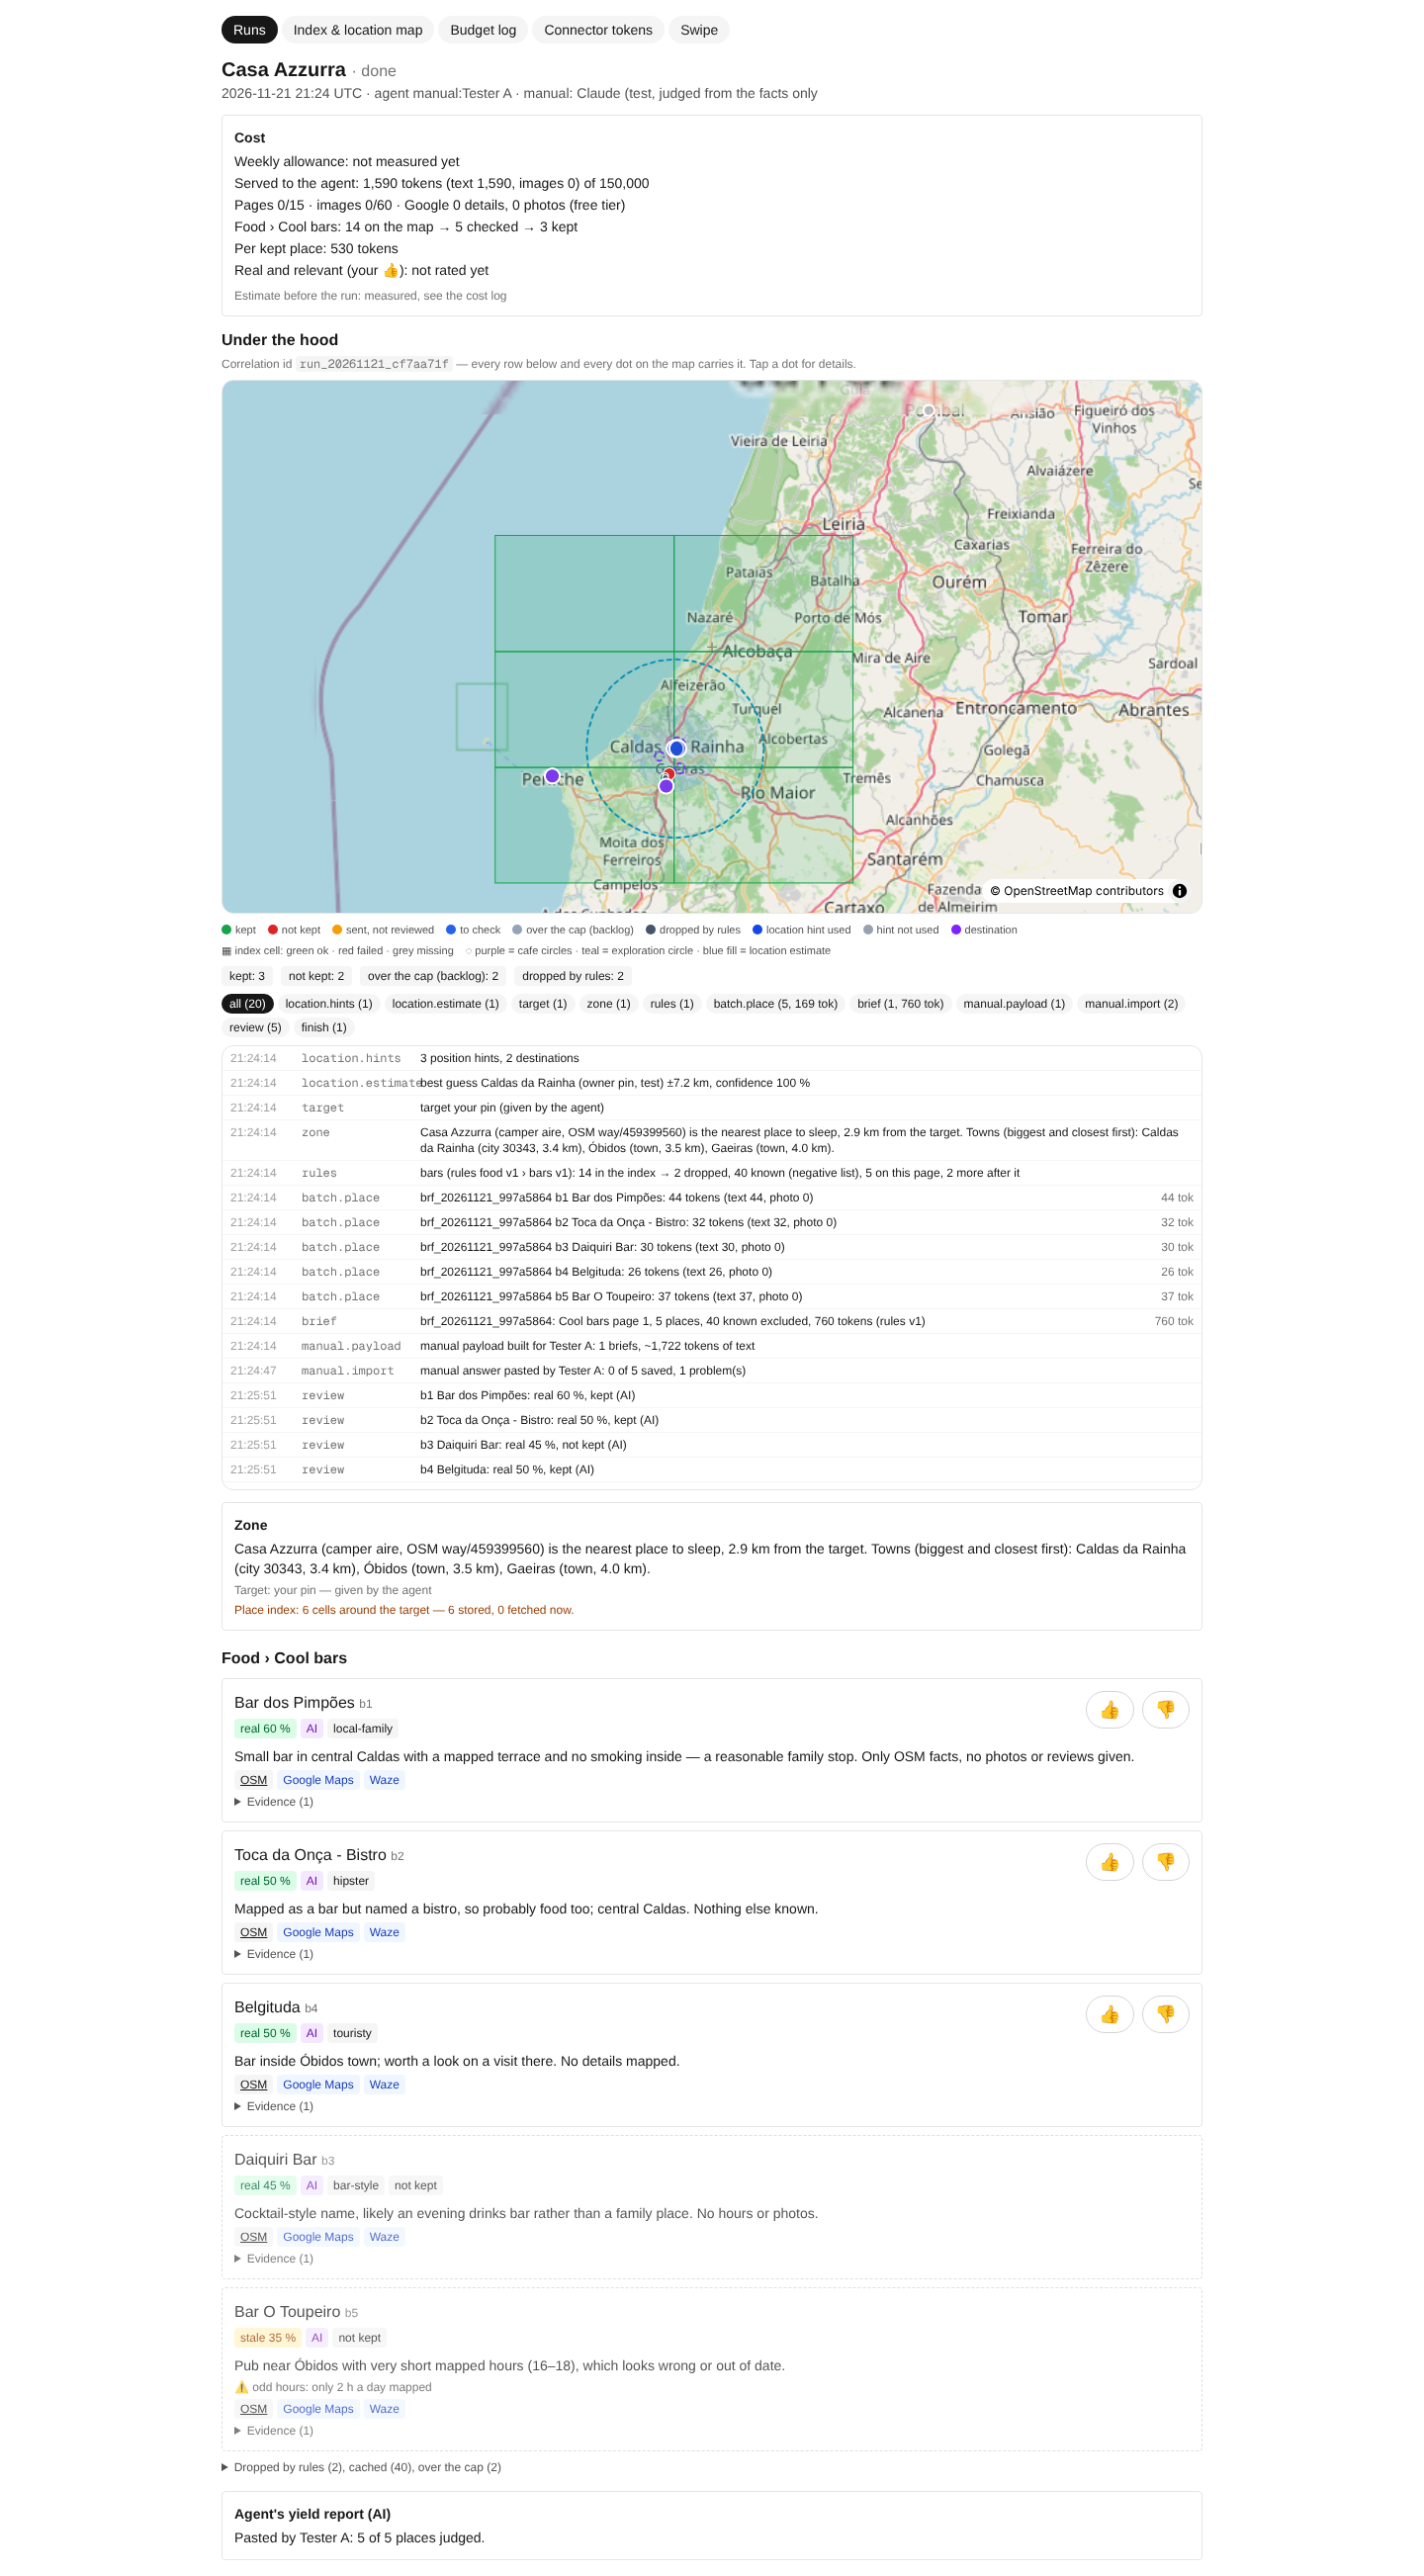 Runs Index & location map Budget log Connector tokens Swipe
Casa Azzurra · done
2026-11-21 21:24 UTC · agent manual:Tester A · manual: Claude (test, judged from the facts only
Cost
Weekly allowance: not measured yet
Served to the agent: 1,590 tokens (text 1,590, images 0) of 150,000
Pages 0/15 · images 0/60 · Google 0 details, 0 photos (free tier)
Food › Cool bars: 14 on the map → 5 checked → 3 kept
Per kept place: 530 tokens
Real and relevant (your 👍): not rated yet
Estimate before the run: measured, see the cost log
Under the hood
Correlation id run_20261121_cf7aa71f — every row below and every dot on the map carries it. Tap a dot for details.
Guia
Ansião
Figueiró dos
Vinhos
Vieira de Leiria
Alvaiázere
Leiria
Freixianda
Caxarias
Ferreira do
Zêzere
Pataias
Batalha
Ourém
Nazaré
Porto de Mós
Tomar
Alcobaça
Mira de Aire
Sardoal
Alfeizerão
Turquel
Alcanena
Entroncamento
Abrantes
Caldas
Rainha
Alcobertas
Golegã
Tremês
Chamusca
Rio Maior
Alcanhões
Moita dos
Ferreiros
Santarém
Campelos
Fazenda
de Almeirim
Cartaxo
© OpenStreetMap contributors
kept not kept sent, not reviewed to check over the cap (backlog) dropped by rules location hint used hint not used destination
▦ index cell: green ok · red failed · grey missing ○ purple = cafe circles · teal = exploration circle · blue fill = location estimate
kept: 3 not kept: 2 over the cap (backlog): 2 dropped by rules: 2
all (20) location.hints (1) location.estimate (1) target (1) zone (1) rules (1) batch.place (5, 169 tok) brief (1, 760 tok) manual.payload (1) manual.import (2)
review (5) finish (1)
21:24:14 location.hints 3 position hints, 2 destinations
21:24:14 location.estimate best guess Caldas da Rainha (owner pin, test) ±7.2 km, confidence 100 %
21:24:14 target target your pin (given by the agent)
21:24:14 zone Casa Azzurra (camper aire, OSM way/459399560) is the nearest place to sleep, 2.9 km from the target. Towns (biggest and closest first): Caldas
da Rainha (city 30343, 3.4 km), Óbidos (town, 3.5 km), Gaeiras (town, 4.0 km).
21:24:14 rules bars (rules food v1 › bars v1): 14 in the index → 2 dropped, 40 known (negative list), 5 on this page, 2 more after it
21:24:14 batch.place brf_20261121_997a5864 b1 Bar dos Pimpões: 44 tokens (text 44, photo 0) 44 tok
21:24:14 batch.place brf_20261121_997a5864 b2 Toca da Onça - Bistro: 32 tokens (text 32, photo 0) 32 tok
21:24:14 batch.place brf_20261121_997a5864 b3 Daiquiri Bar: 30 tokens (text 30, photo 0) 30 tok
21:24:14 batch.place brf_20261121_997a5864 b4 Belgituda: 26 tokens (text 26, photo 0) 26 tok
21:24:14 batch.place brf_20261121_997a5864 b5 Bar O Toupeiro: 37 tokens (text 37, photo 0) 37 tok
21:24:14 brief brf_20261121_997a5864: Cool bars page 1, 5 places, 40 known excluded, 760 tokens (rules v1) 760 tok
21:24:14 manual.payload manual payload built for Tester A: 1 briefs, ~1,722 tokens of text
21:24:47 manual.import manual answer pasted by Tester A: 0 of 5 saved, 1 problem(s)
21:25:51 review b1 Bar dos Pimpões: real 60 %, kept (AI)
21:25:51 review b2 Toca da Onça - Bistro: real 50 %, kept (AI)
21:25:51 review b3 Daiquiri Bar: real 45 %, not kept (AI)
21:25:51 review b4 Belgituda: real 50 %, kept (AI)
Zone
Casa Azzurra (camper aire, OSM way/459399560) is the nearest place to sleep, 2.9 km from the target. Towns (biggest and closest first): Caldas da Rainha
(city 30343, 3.4 km), Óbidos (town, 3.5 km), Gaeiras (town, 4.0 km).
Target: your pin — given by the agent
Place index: 6 cells around the target — 6 stored, 0 fetched now.
Food › Cool bars
Bar dos Pimpões b1
👍 👎
real 60 % AI local-family
Small bar in central Caldas with a mapped terrace and no smoking inside — a reasonable family stop. Only OSM facts, no photos or reviews given.
OSM Google Maps Waze
▶ Evidence (1)
Toca da Onça - Bistro b2
👍 👎
real 50 % AI hipster
Mapped as a bar but named a bistro, so probably food too; central Caldas. Nothing else known.
OSM Google Maps Waze
▶ Evidence (1)
Belgituda b4
👍 👎
real 50 % AI touristy
Bar inside Óbidos town; worth a look on a visit there. No details mapped.
OSM Google Maps Waze
▶ Evidence (1)
Daiquiri Bar b3
real 45 % AI bar-style not kept
Cocktail-style name, likely an evening drinks bar rather than a family place. No hours or photos.
OSM Google Maps Waze
▶ Evidence (1)
Bar O Toupeiro b5
stale 35 % AI not kept
Pub near Óbidos with very short mapped hours (16–18), which looks wrong or out of date.
⚠️ odd hours: only 2 h a day mapped
OSM Google Maps Waze
▶ Evidence (1)
▶ Dropped by rules (2), cached (40), over the cap (2)
Agent's yield report (AI)
Pasted by Tester A: 5 of 5 places judged.